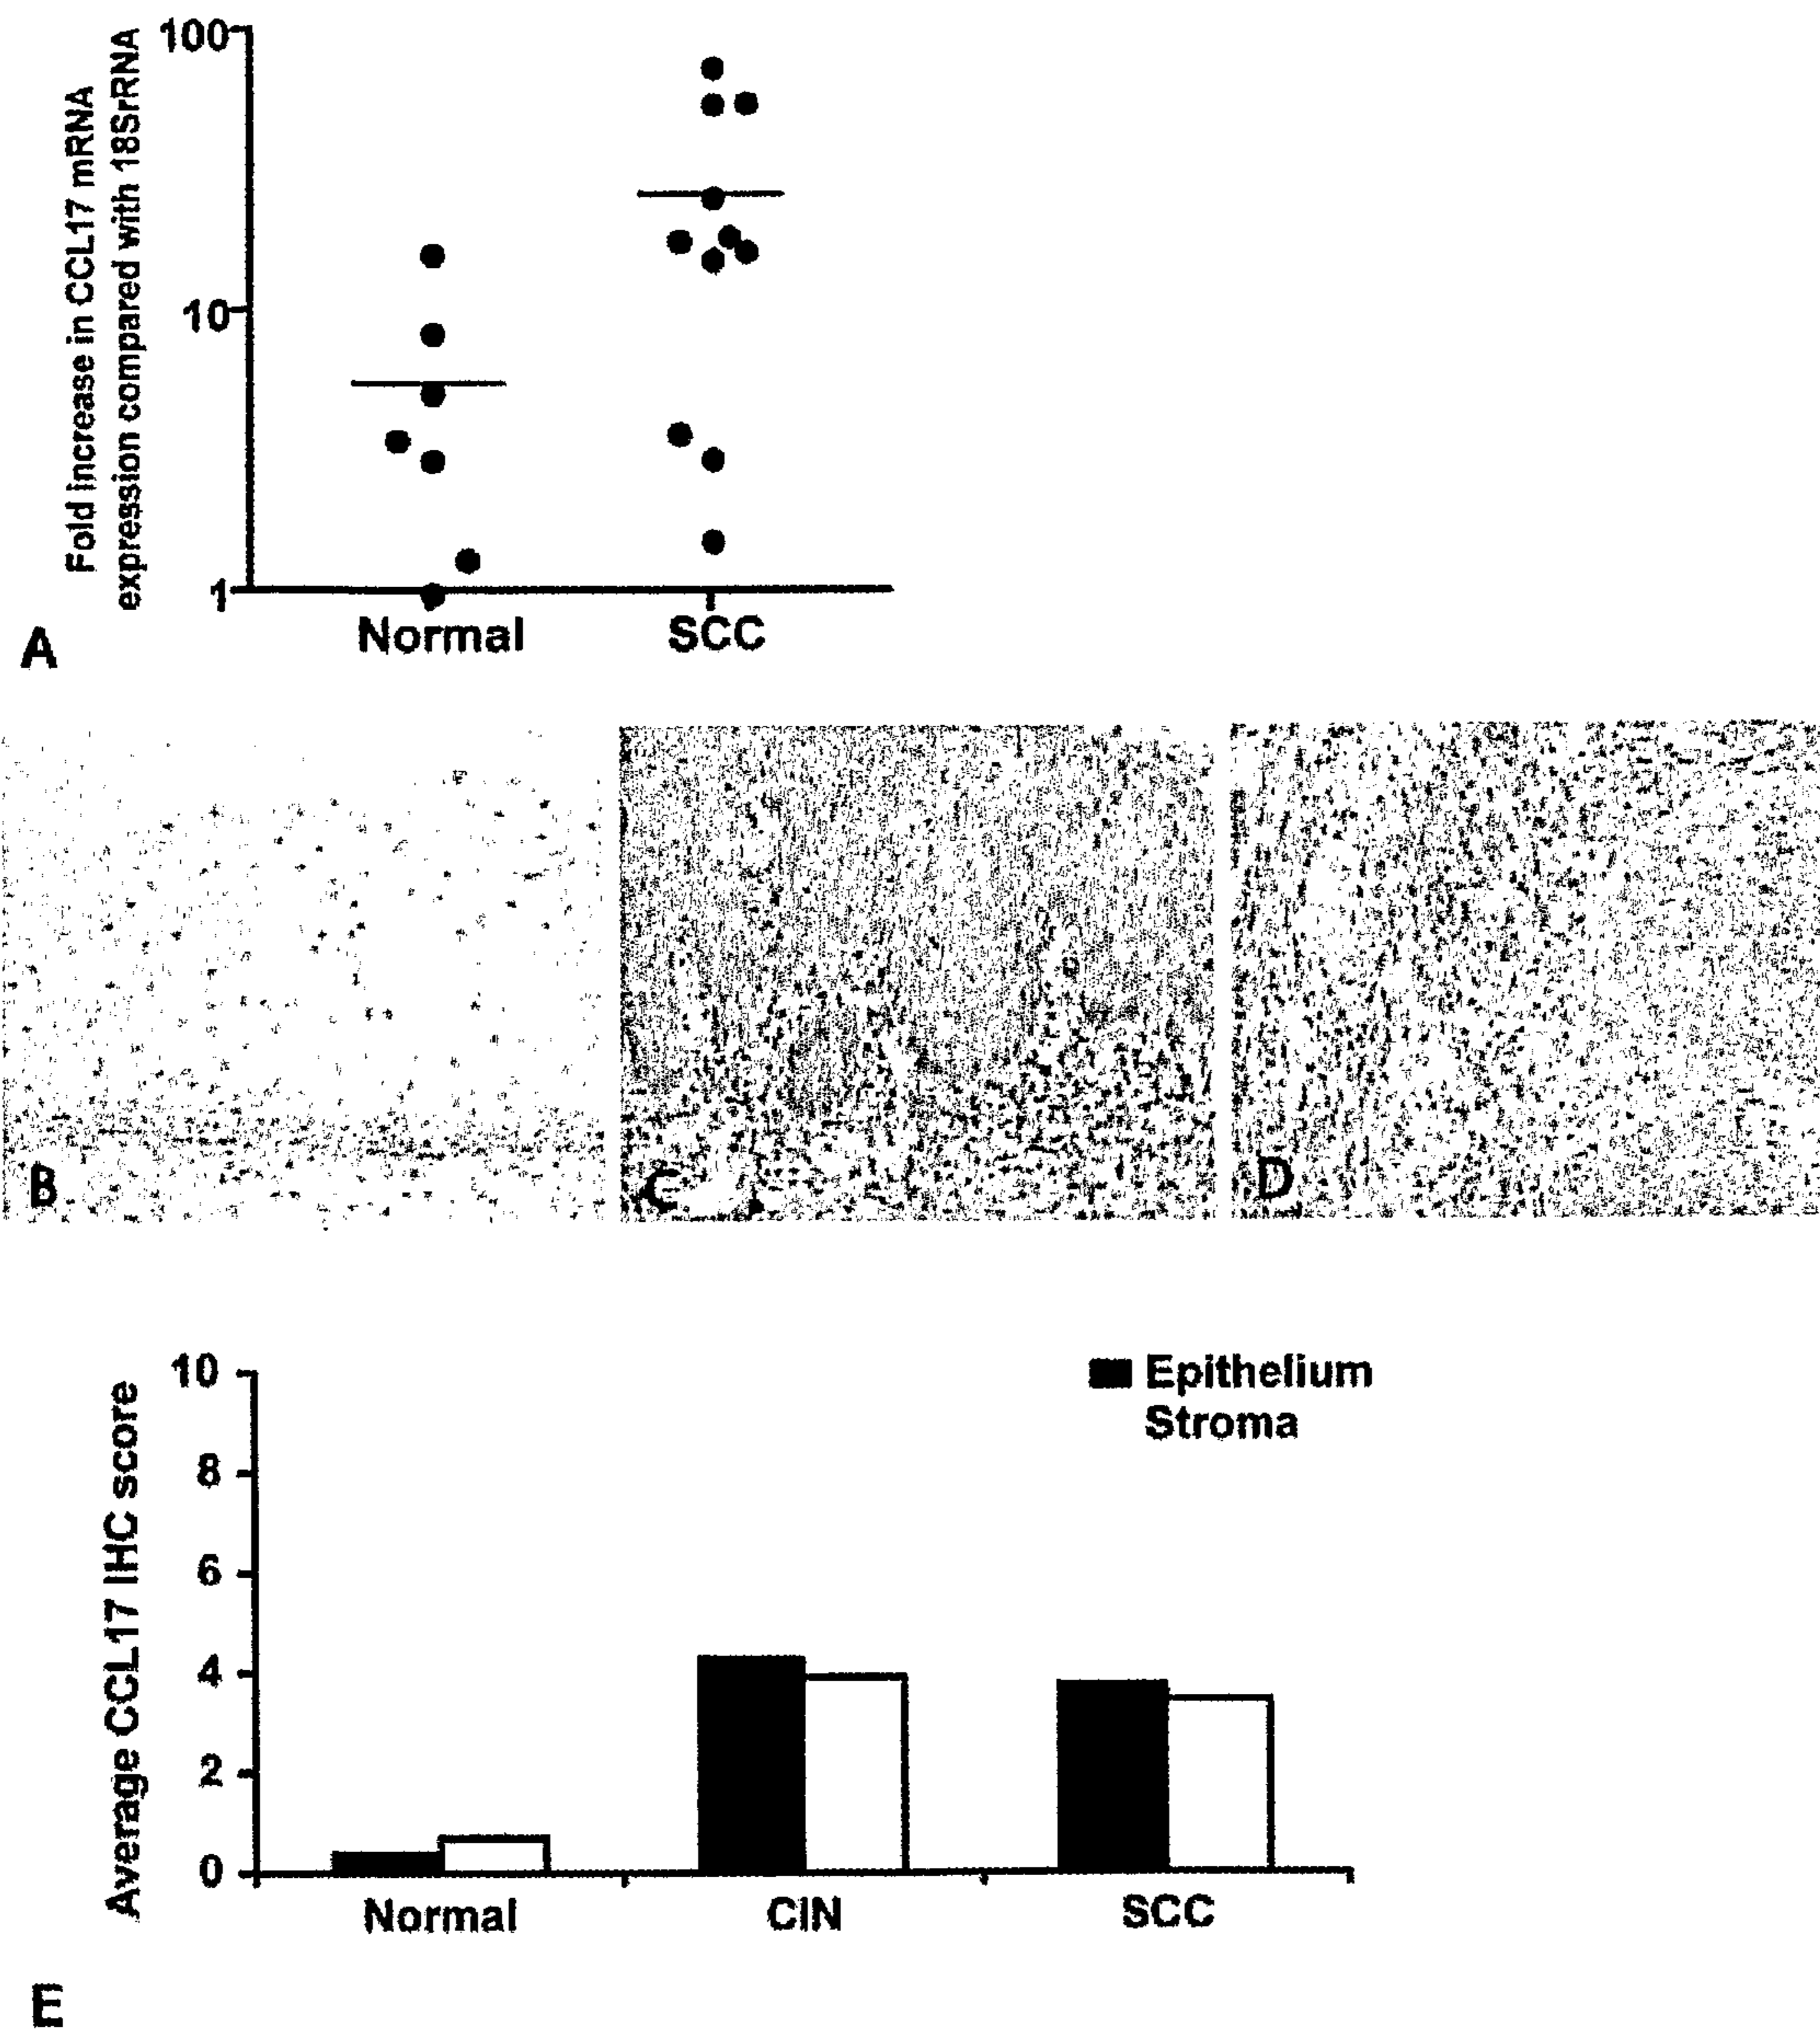 Fold increase in CCL17 mRNA
expression compared with 18SrRNA
100
10
1
Normal
SCC
A
B
C
D
Average CCL17 IHC score
10
8
6
4
2
0
Epithelium
Stroma
Normal
CIN
SCC
E